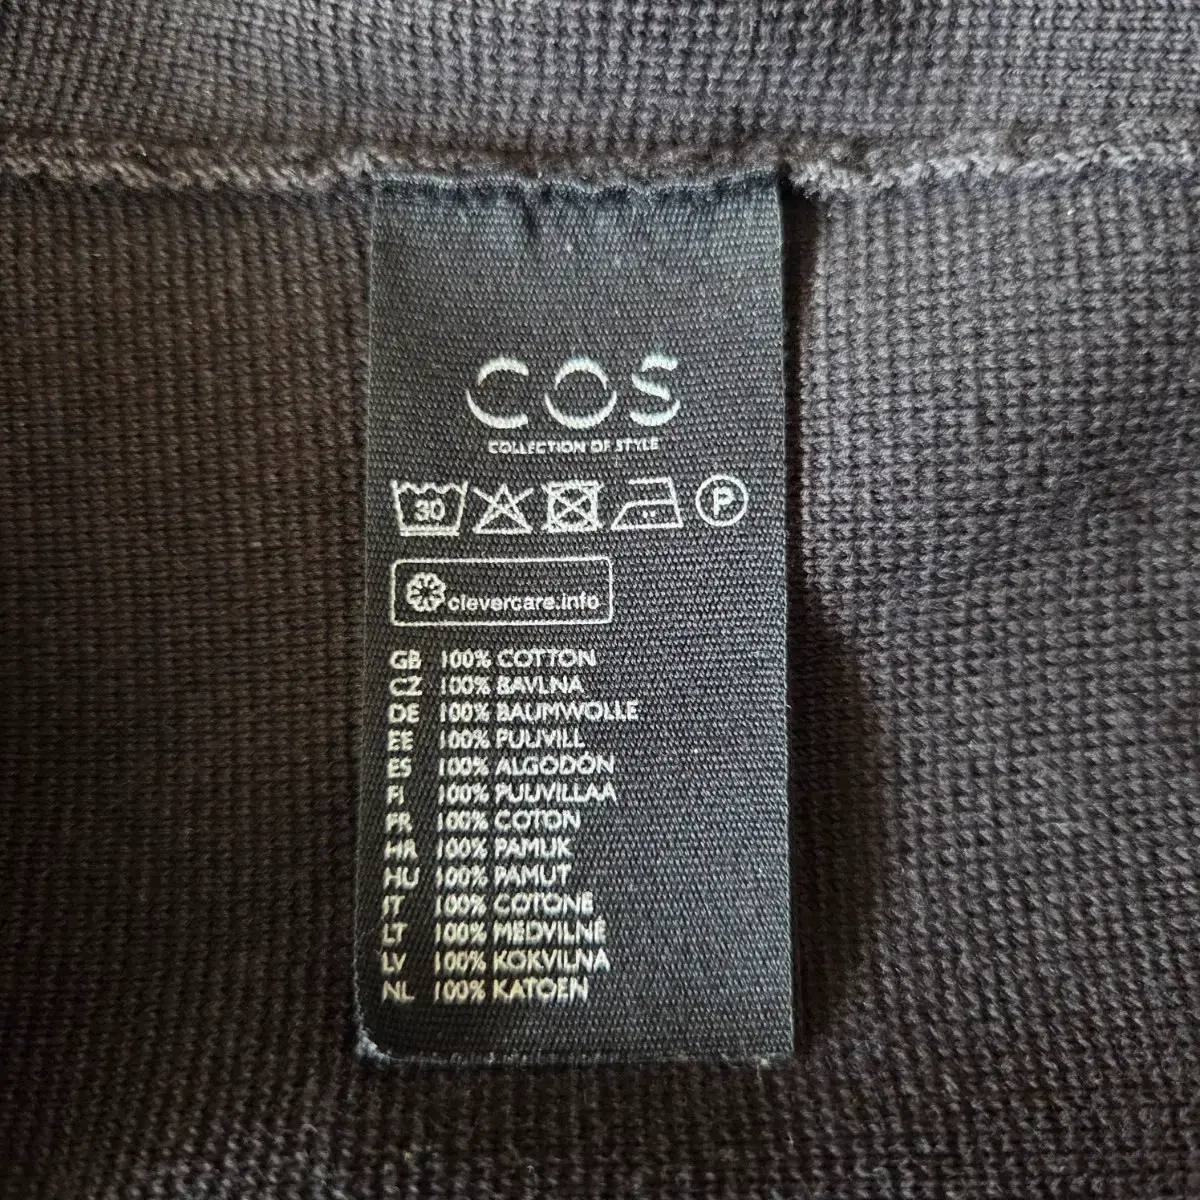 COS
COLLECTION OF STYLE
30 P
clevercare.info
GB 100% COTTON
CZ 100% BAVLNA
DE 100% BAUMWOLLE
EE 100% PUUVILL
ES 100% ALGODÓN
FI 100% PUUVILLAA
FR 100% COTON
HR 100% PAMUK
HU 100% PAMUT
IT 100% COTONE
LT 100% MEDVILNĖ
LV 100% KOKVILNA
NL 100% KATOEN